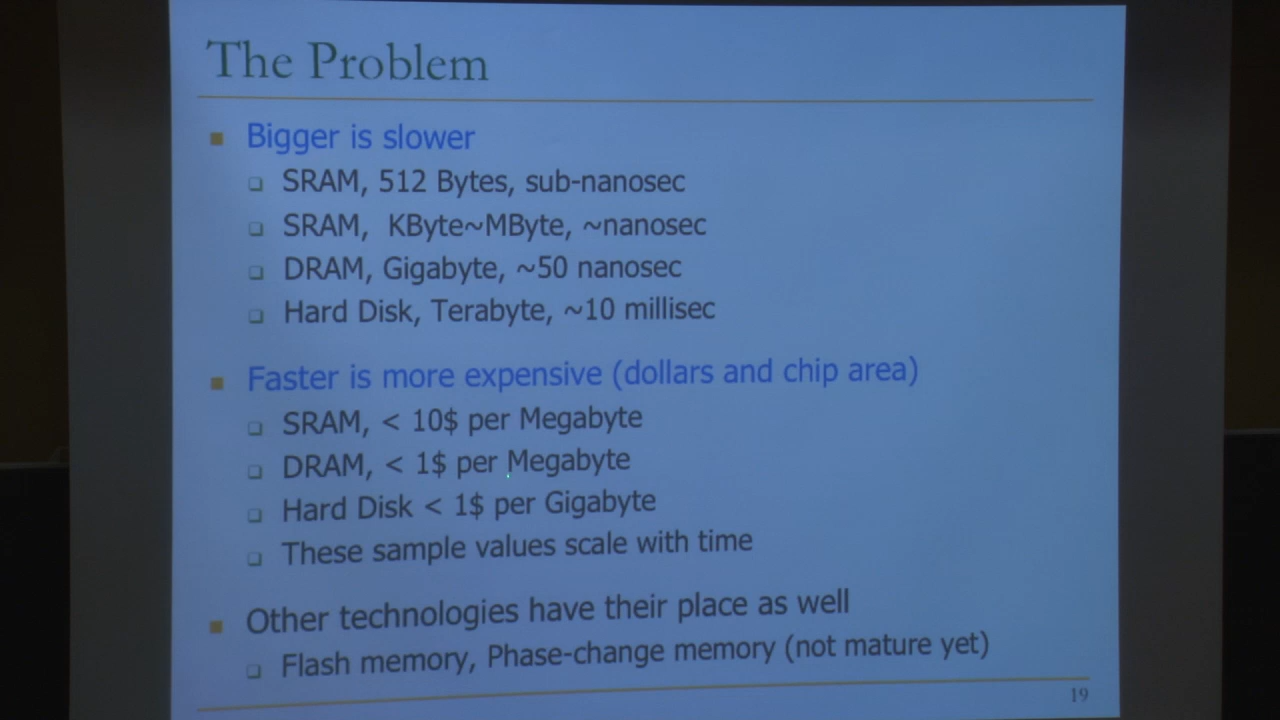 The Problem
Bigger is slower
SRAM, 512 Bytes, sub-nanosec
SRAM, KByte~MByte, ~nanosec
DRAM, Gigabyte, ~50 nanosec
Hard Disk, Terabyte, ~10 millisec
Faster is more expensive (dollars and chip area)
SRAM, < 10$ per Megabyte
DRAM, < 1$ per Megabyte
Hard Disk < 1$ per Gigabyte
These sample values scale with time
Other technologies have their place as well
Flash memory, Phase-change memory (not mature yet)
19